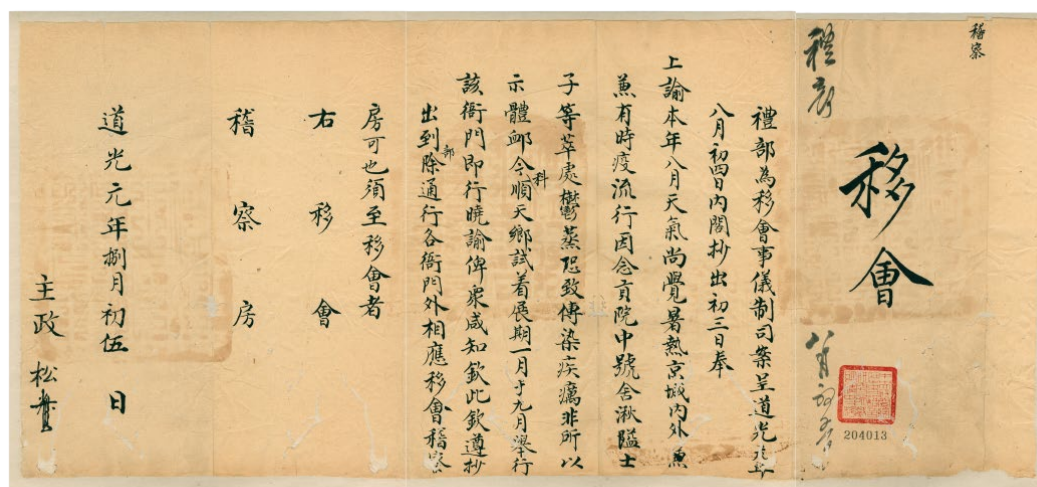 稽察
移會
204013
禮部為移會事儀制司案呈道光元年
八月初四日內閣抄出初三日奉
上諭本年八月天氣尚覺暑熱京城內外兼
兼有時疫流行因念貢院中號舍湫隘士
子等萃處鬱蒸恐致傳染疾癘非所以
示體卹今科順天鄉試着展期一月于九月舉行
該衙門即行曉諭俾衆咸知欽此欽遵抄
出到部除通行各衙門外相應移會稽察
房可也須至移會者
右移會
稽察房
道光元年捌月初伍日
主政松